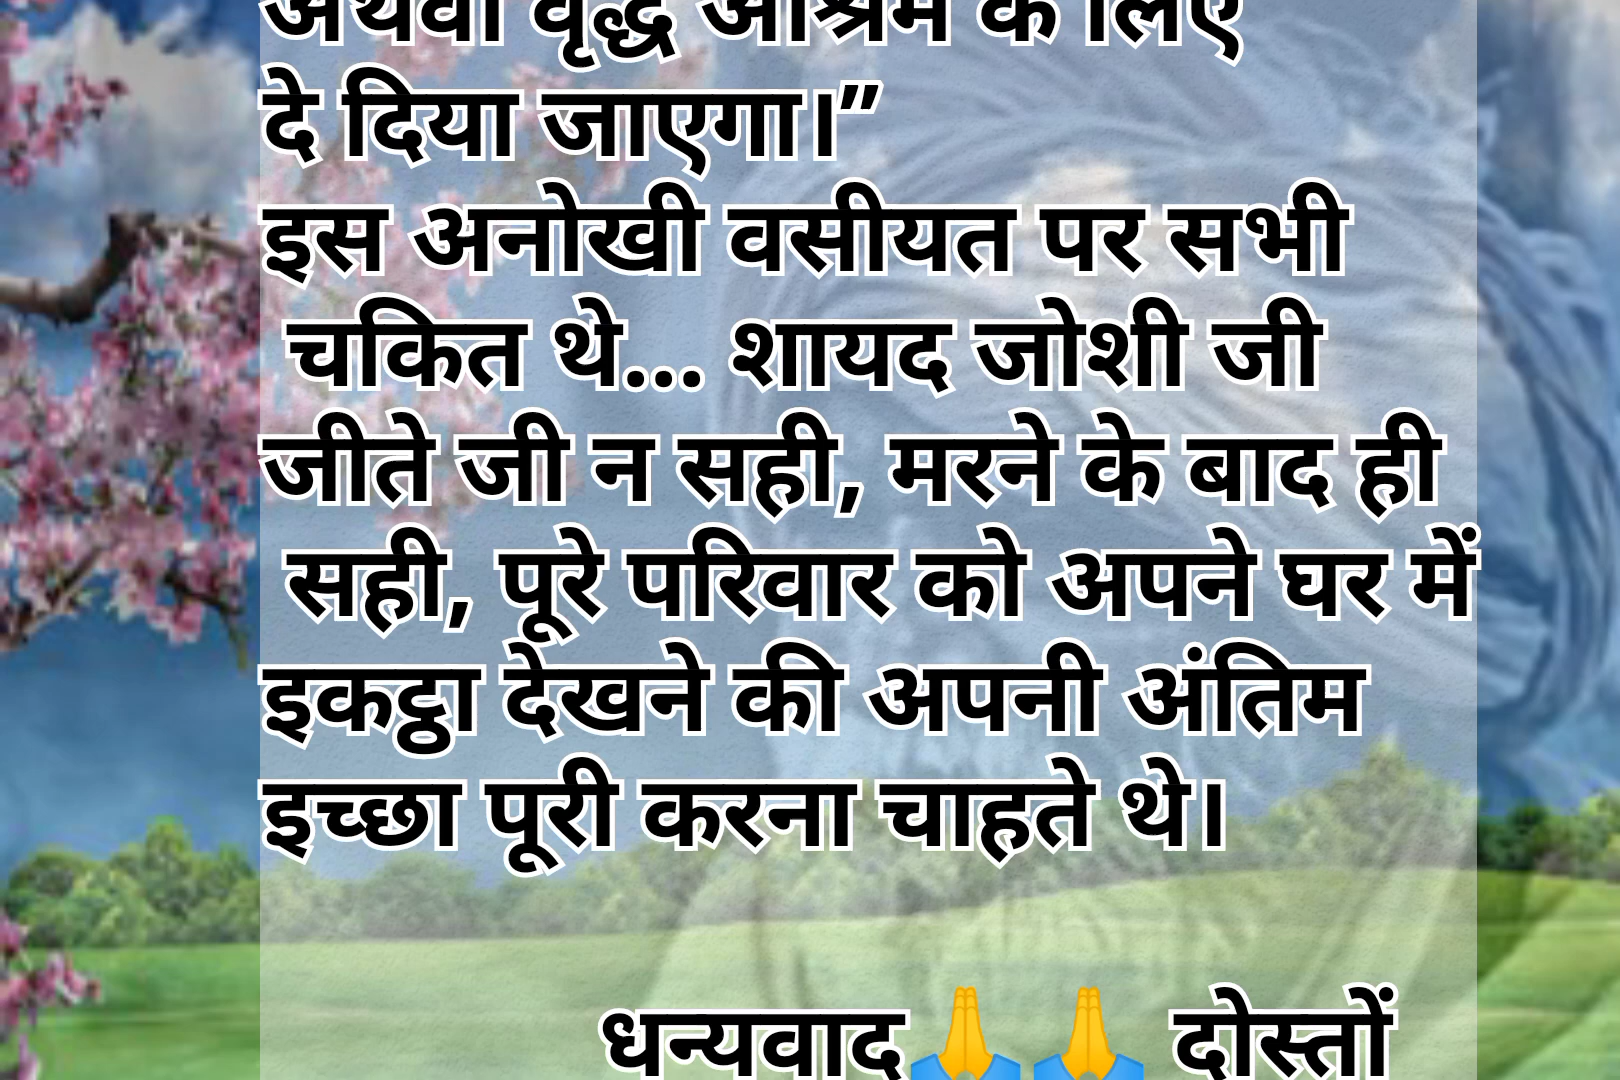 अथवा वृद्ध आश्रम के लिए
दे दिया जाएगा।”
इस अनोखी वसीयत पर सभी
चकित थे... शायद जोशी जी
जीते जी न सही, मरने के बाद ही
सही, पूरे परिवार को अपने घर में
इकट्ठा देखने की अपनी अंतिम
इच्छा पूरी करना चाहते थे।
धन्यवाद🙏🙏 दोस्तों